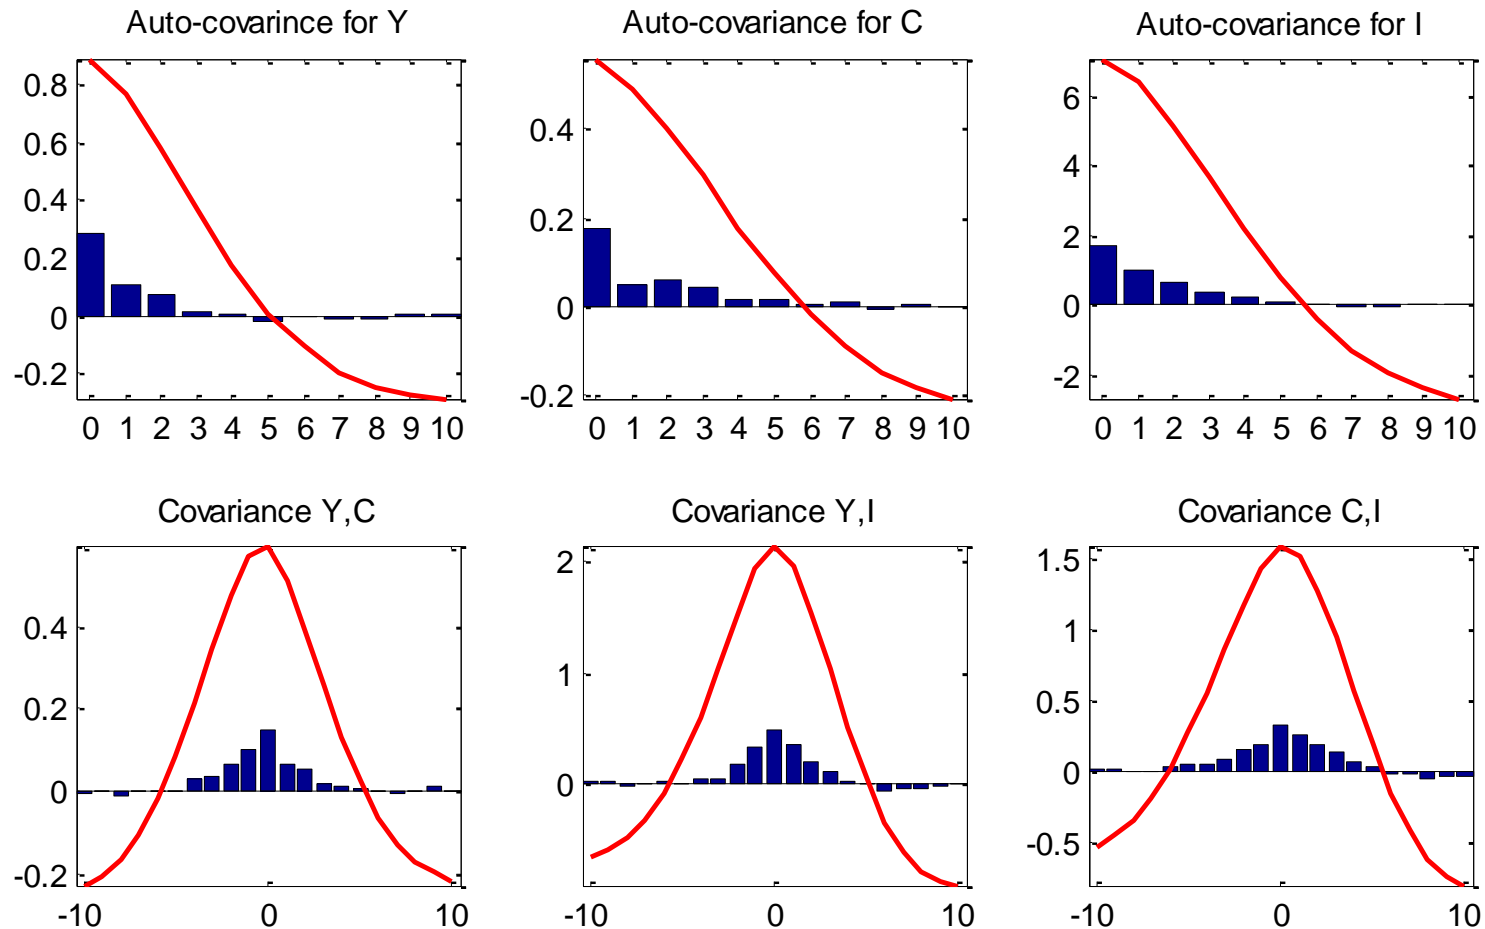 Auto-covarince for Y
0.8
0.6
0.4
0.2
0
-0.2
0 1 2 3 4 5 6 7 8 9 10
Auto-covariance for C
0.4
0.2
0
-0.2
0 1 2 3 4 5 6 7 8 9 10
Auto-covariance for I
6
4
2
0
-2
0 1 2 3 4 5 6 7 8 9 10
Covariance Y,C
0.4
0.2
0
-0.2
-10 0 10
Covariance Y,I
2
1
0
-10 0 10
Covariance C,I
1.5
1
0.5
0
-0.5
-10 0 10